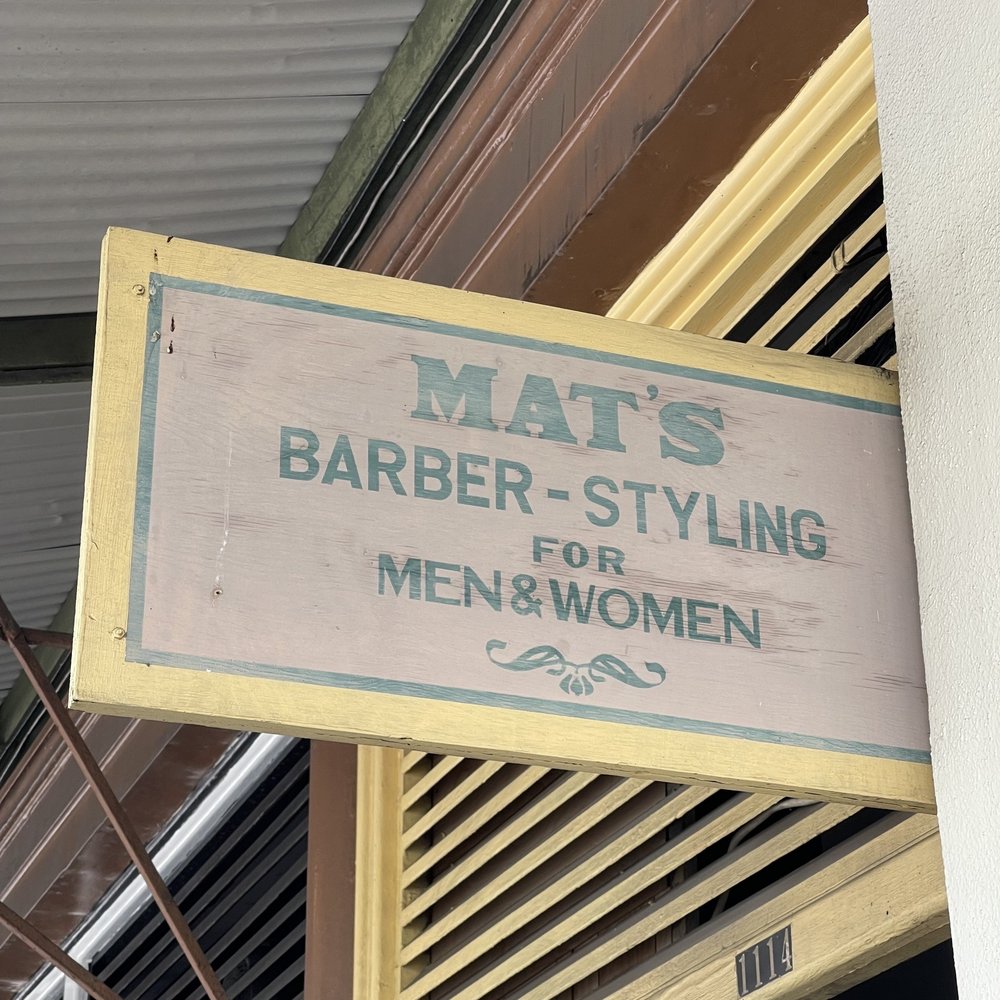 MAT'S
BARBER - STYLING
FOR
MEN & WOMEN
1114